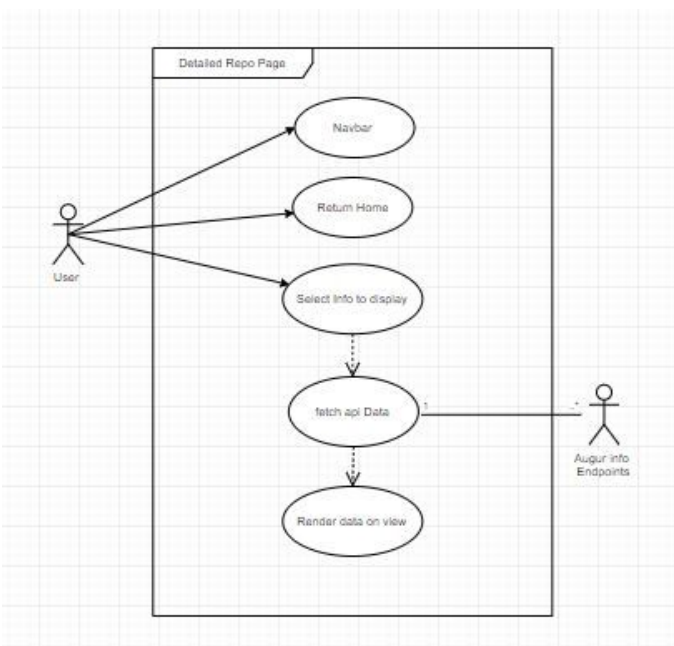 Detailed Repo Page
Navbar
Return Home
User
Select Info to display
fetch api Data
1
..*
Augur info
Endpoints
Render data on view